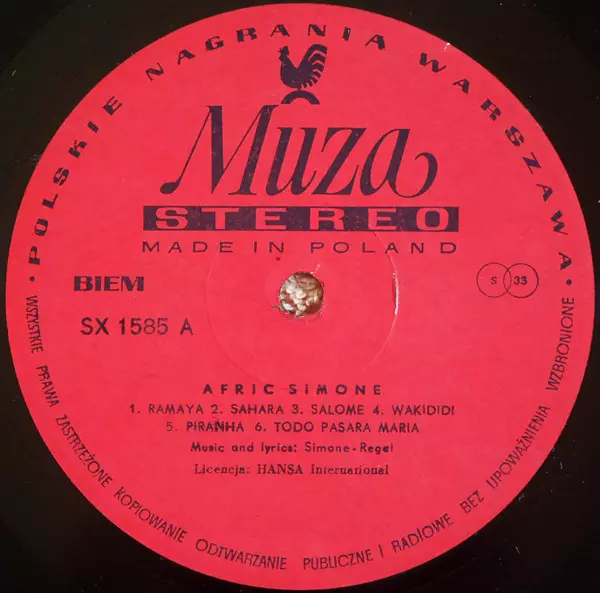 · POLSKIE NAGRANIA WARSZAWA ·
Muza
STEREO
MADE IN POLAND
BIEM
S 33
SX 1585 A
AFRIC SIMONE
1. RAMAYA 2. SAHARA 3. SALOME 4. WAKIDIDI
5. PIRANHA 6. TODO PASARA MARIA
Music and lyrics: Simone-Regel
Licencja: HANSA International
WSZYSTKIE PRAWA ZASTRZEŻONE KOPIOWANIE ODTWARZANIE PUBLICZNE I RADIOWE BEZ UPOWAŻNIENIA WZBRONIONE